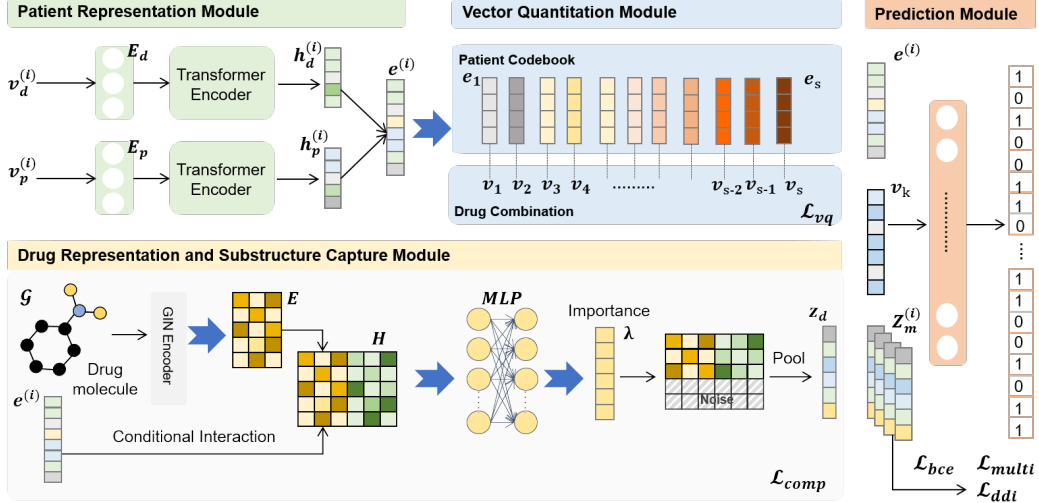 Patient Representation Module
v_d^(i)
E_d
Transformer
Encoder
h_d^(i)
e^(i)
v_p^(i)
E_p
Transformer
Encoder
h_p^(i)
Vector Quantitation Module
Patient Codebook
e_1
e_s
v_1 v_2 v_3 v_4 ......... v_s-2 v_s-1 v_s
Drug Combination
ℒ_vq
Drug Representation and Substructure Capture Module
𝒢
Drug
molecule
GIN Encoder
E
H
e^(i)
Conditional Interaction
MLP
Importance
λ
Noise
Pool
z_d
ℒ_comp
Prediction Module
e^(i)
v_k
Z_m^(i)
1
0
1
0
0
1
1
0
1
1
0
0
1
0
1
1
ℒ_bce ℒ_multi
ℒ_ddi